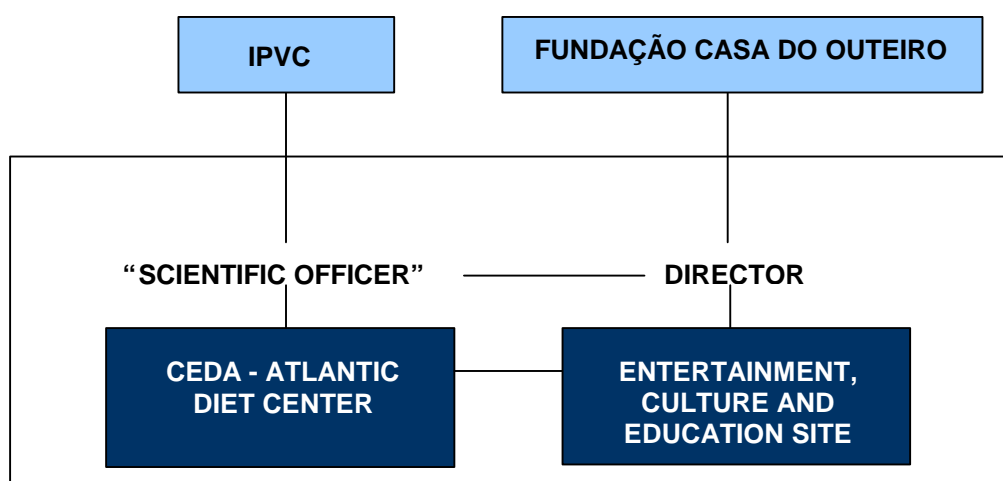 IPVC
FUNDAÇÃO CASA DO OUTEIRO
“SCIENTIFIC OFFICER”
DIRECTOR
CEDA - ATLANTIC
DIET CENTER
ENTERTAINMENT,
CULTURE AND
EDUCATION SITE